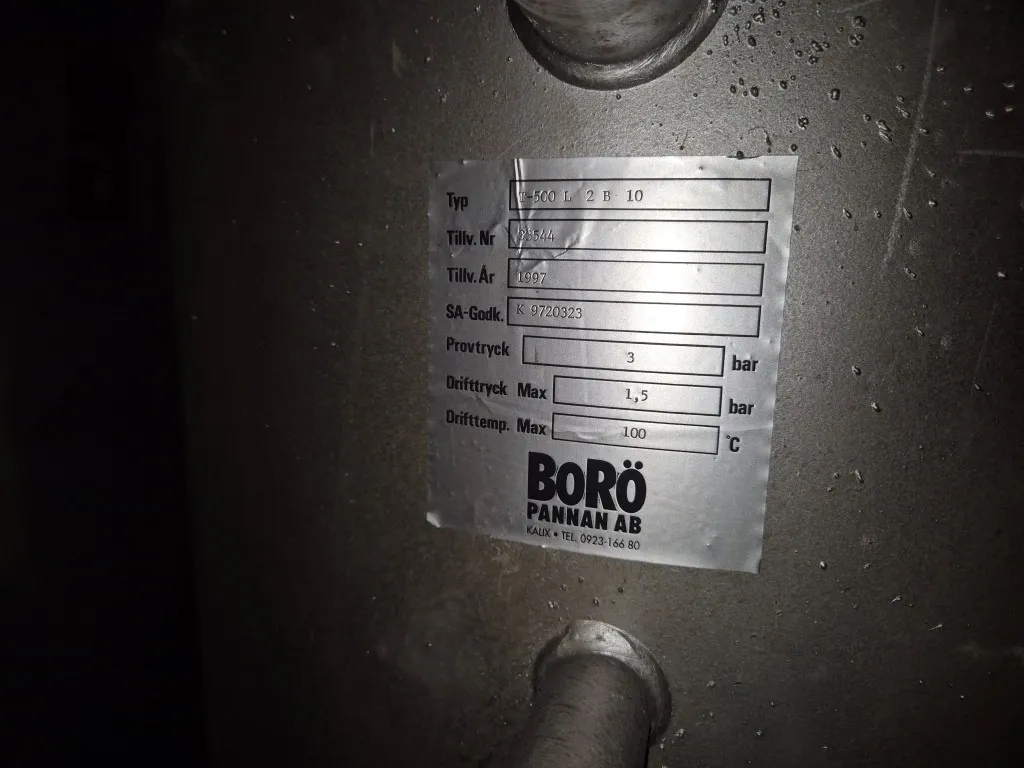 Typ T-500 L 2 B 10
Tillv. Nr
Tillv. År 1997
SA-Godk. K 9720323
Provtryck 3 bar
Drifttryck Max 1,5 bar
Drifttemp. Max 100 °C
BORÖ
PANNAN AB
KALIX • TEL. 0923-166 80